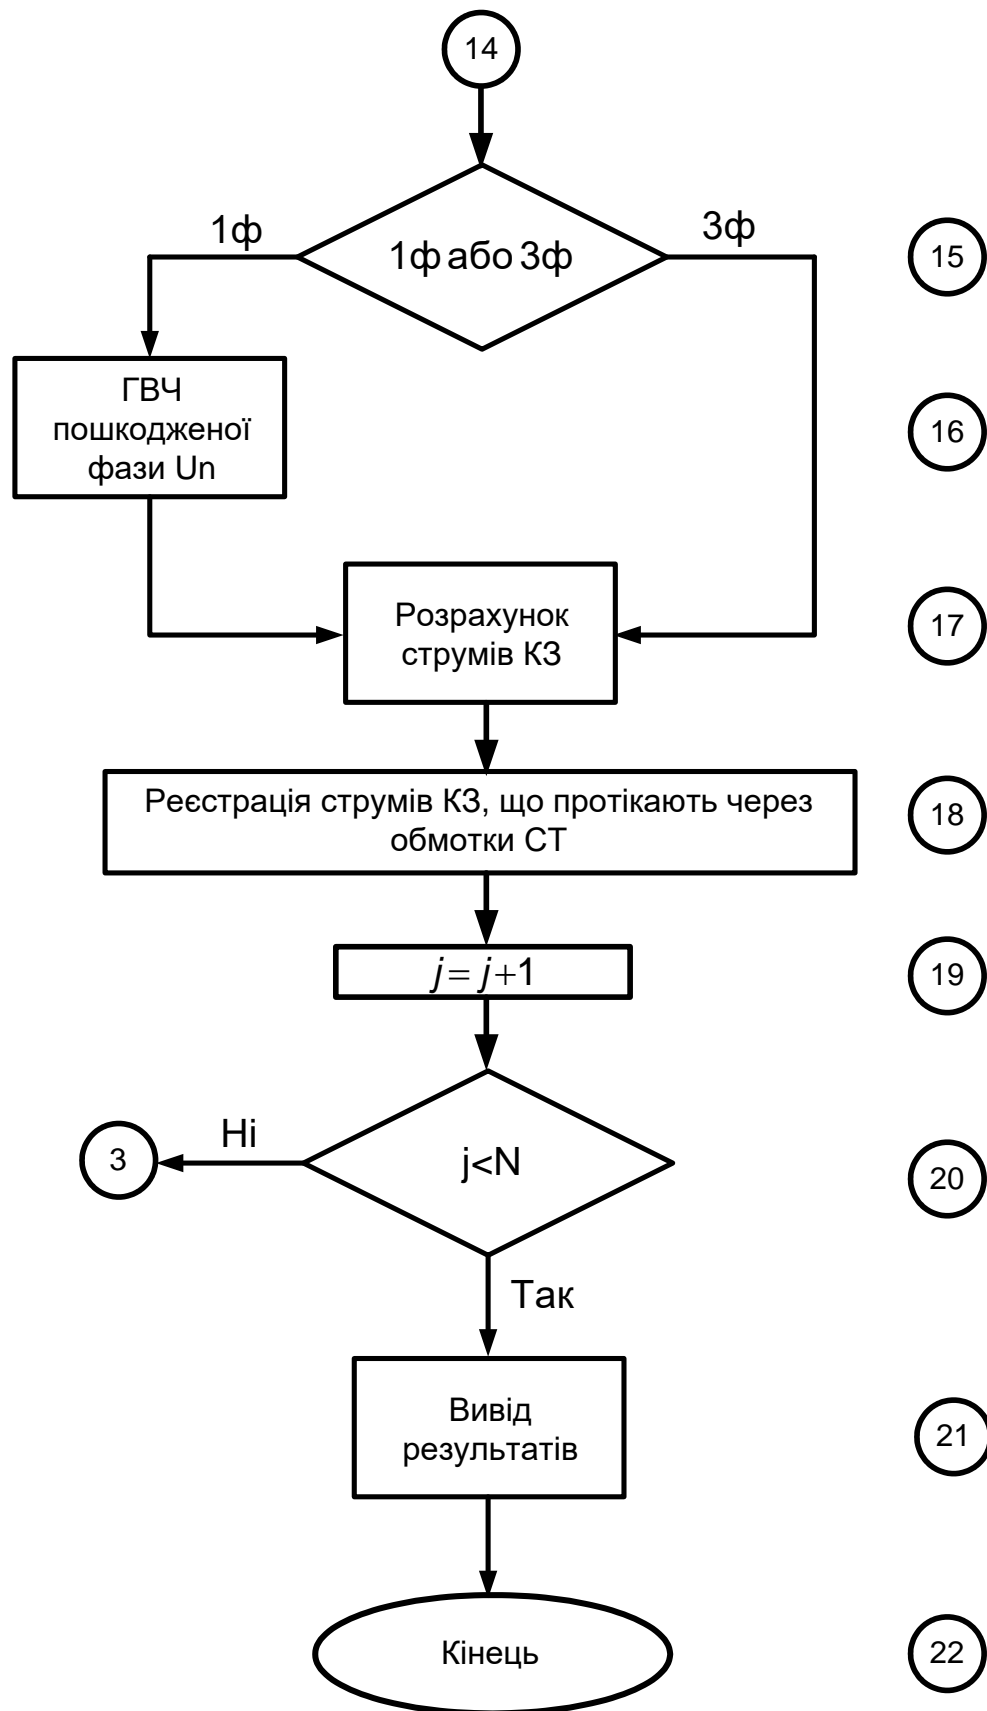 14
1ф
3ф
1ф або 3ф
15
ГВЧ
пошкодженої
фази Un
16
Розрахунок
струмів КЗ
17
Реєстрація струмів КЗ, що протікають через
обмотки СТ
18
j = j+1
19
Ні
3
j<N
20
Так
Вивід
результатів
21
Кінець
22